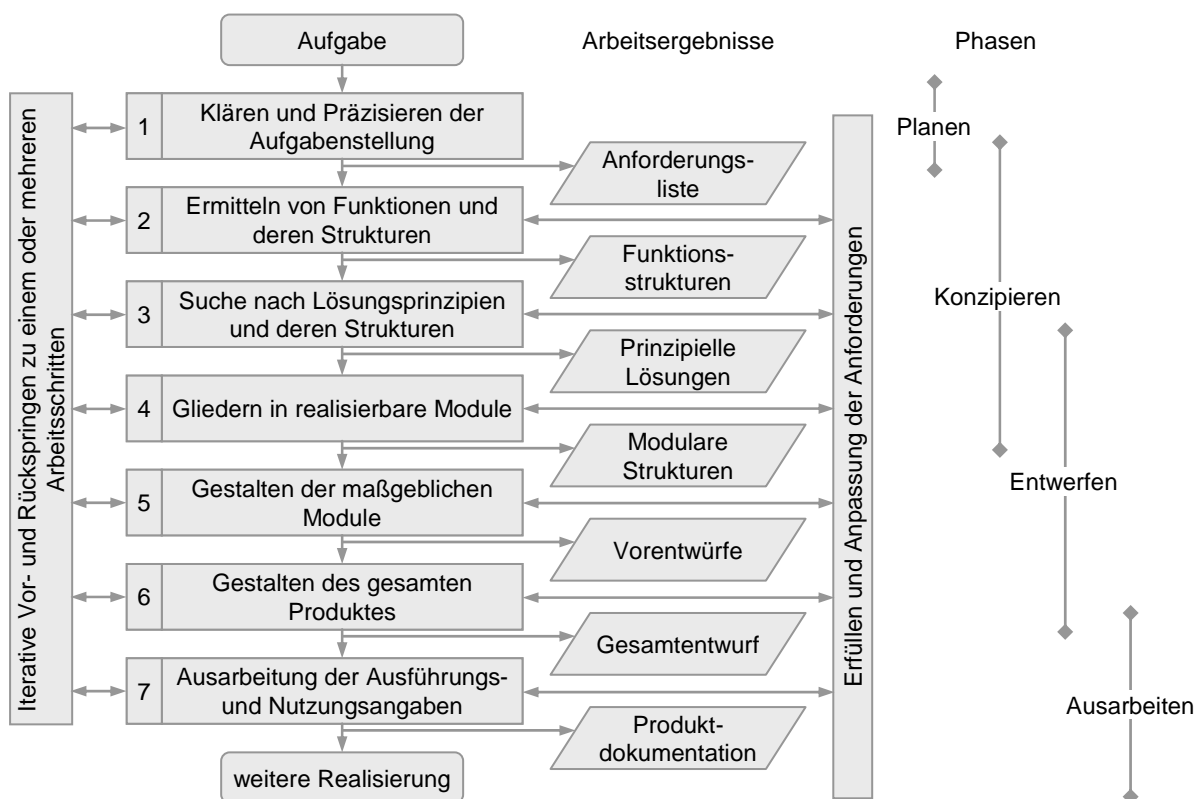 Aufgabe
Arbeitsergebnisse
Phasen
Iterative Vor- und Rückspringen zu einem oder mehreren
Arbeitsschritten
1
Klären und Präzisieren der
Aufgabenstellung
Anforderungs-
liste
2
Ermitteln von Funktionen und
deren Strukturen
Funktions-
strukturen
3
Suche nach Lösungsprinzipien
und deren Strukturen
Prinzipielle
Lösungen
4
Gliedern in realisierbare Module
Modulare
Strukturen
5
Gestalten der maßgeblichen
Module
Vorentwürfe
6
Gestalten des gesamten
Produktes
Gesamtentwurf
7
Ausarbeitung der Ausführungs-
und Nutzungsangaben
Produkt-
dokumentation
weitere Realisierung
Erfüllen und Anpassung der Anforderungen
Planen
Konzipieren
Entwerfen
Ausarbeiten